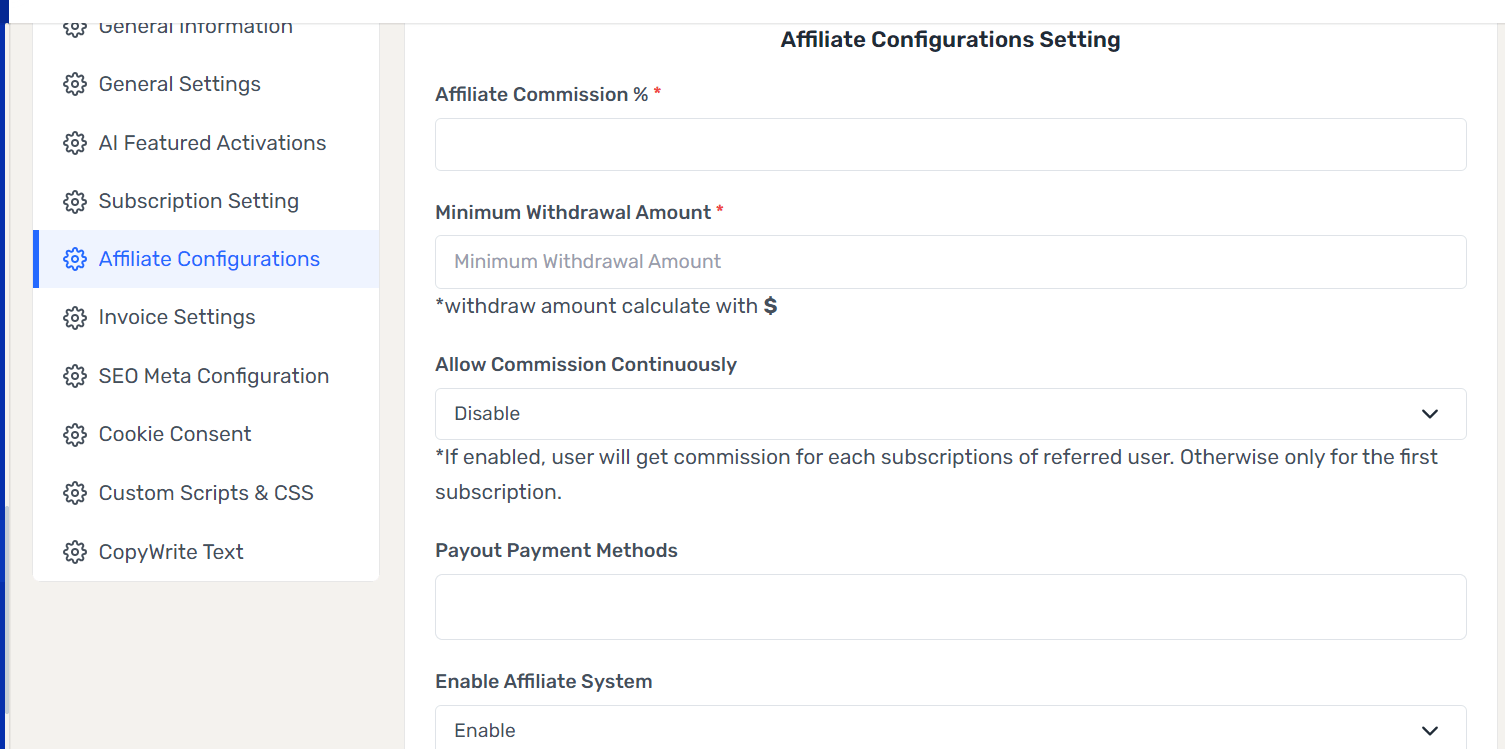 General Information
General Settings
AI Featured Activations
Subscription Setting
Affiliate Configurations
Invoice Settings
SEO Meta Configuration
Cookie Consent
Custom Scripts & CSS
CopyWrite Text
Affiliate Configurations Setting
Affiliate Commission % *
Minimum Withdrawal Amount *
Minimum Withdrawal Amount
*withdraw amount calculate with $
Allow Commission Continuously
Disable
*If enabled, user will get commission for each subscriptions of referred user. Otherwise only for the first
subscription.
Payout Payment Methods
Enable Affiliate System
Enable